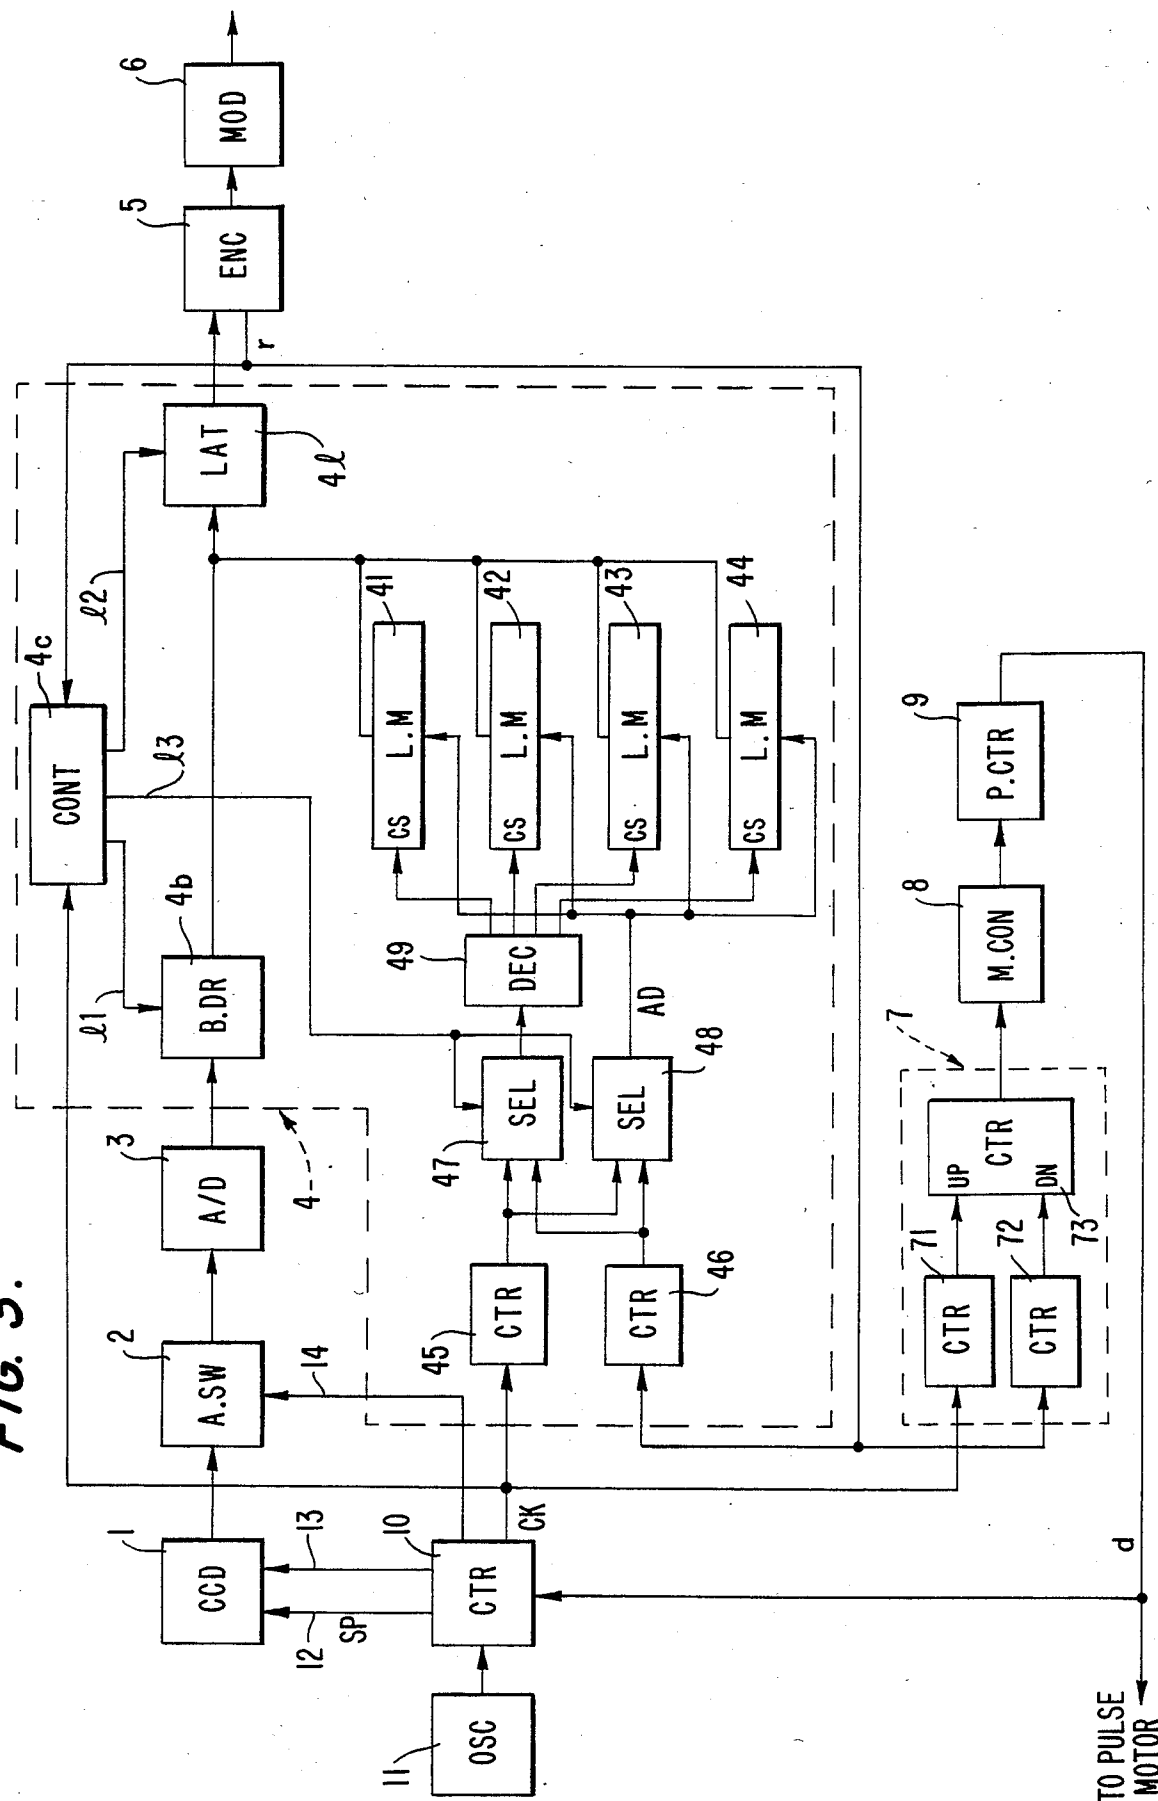 FIG.
1
CCD
2
A.SW
3
A/D
4
4b
B.DR
4c
CONT
ℓ1
ℓ2
ℓ3
LAT
4ℓ
r
5
ENC
6
MOD
12
SP
13
14
11
OSC
10
CTR
CK
45
CTR
CTR
46
47
SEL
SEL
48
49
DEC
AD
CS L.M
41
CS L.M
42
CS L.M
43
CS L.M
44
7
71
CTR
72
CTR
UP
CTR
DN
73
8
M.CON
9
P.CTR
d
TO PULSE
MOTOR